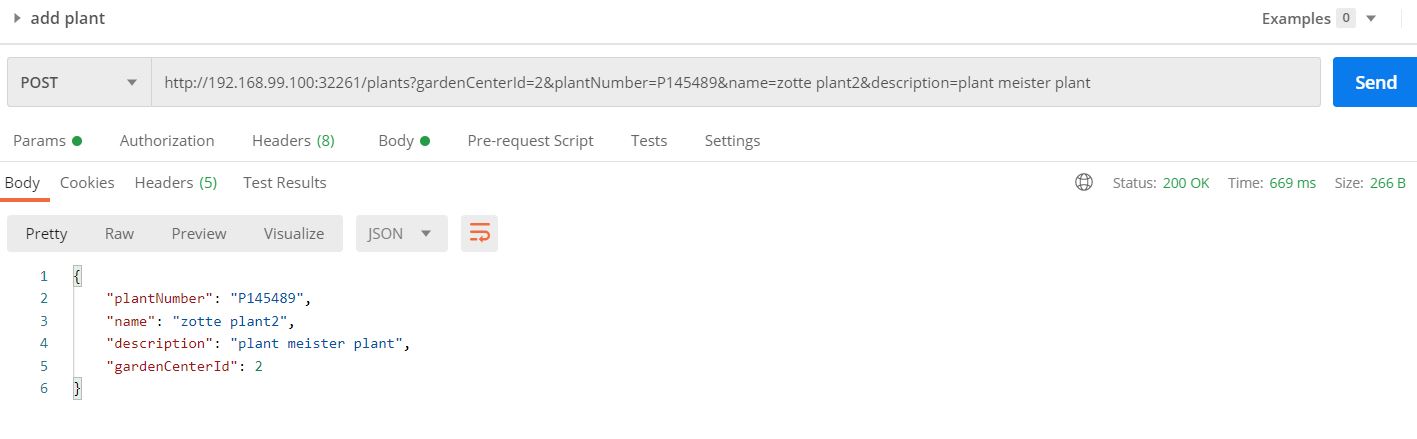 add plant
Examples 0
POST http://192.168.99.100:32261/plants?gardenCenterId=2&plantNumber=P145489&name=zotte plant2&description=plant meister plant Send
Params Authorization Headers (8) Body Pre-request Script Tests Settings
Body Cookies Headers (5) Test Results Status: 200 OK Time: 669 ms Size: 266 B
Pretty Raw Preview Visualize JSON
1 {
2 "plantNumber": "P145489",
3 "name": "zotte plant2",
4 "description": "plant meister plant",
5 "gardenCenterId": 2
6 }